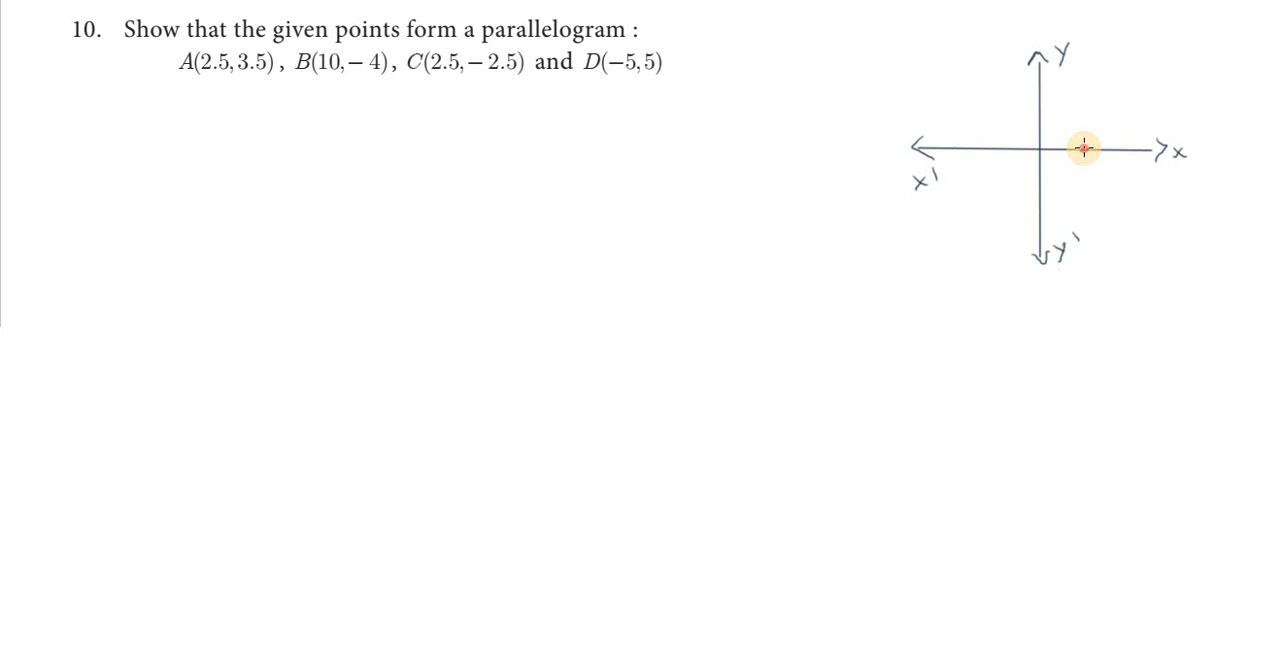 10. Show that the given points form a parallelogram :
A(2.5,3.5) , B(10,– 4) , C(2.5,– 2.5) and D(–5,5)
Y
X
X'
Y'